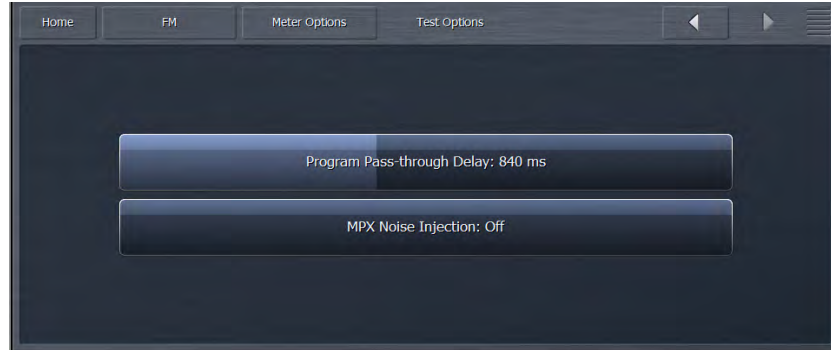 Home FM Meter Options Test Options
Program Pass-through Delay: 840 ms
MPX Noise Injection: Off